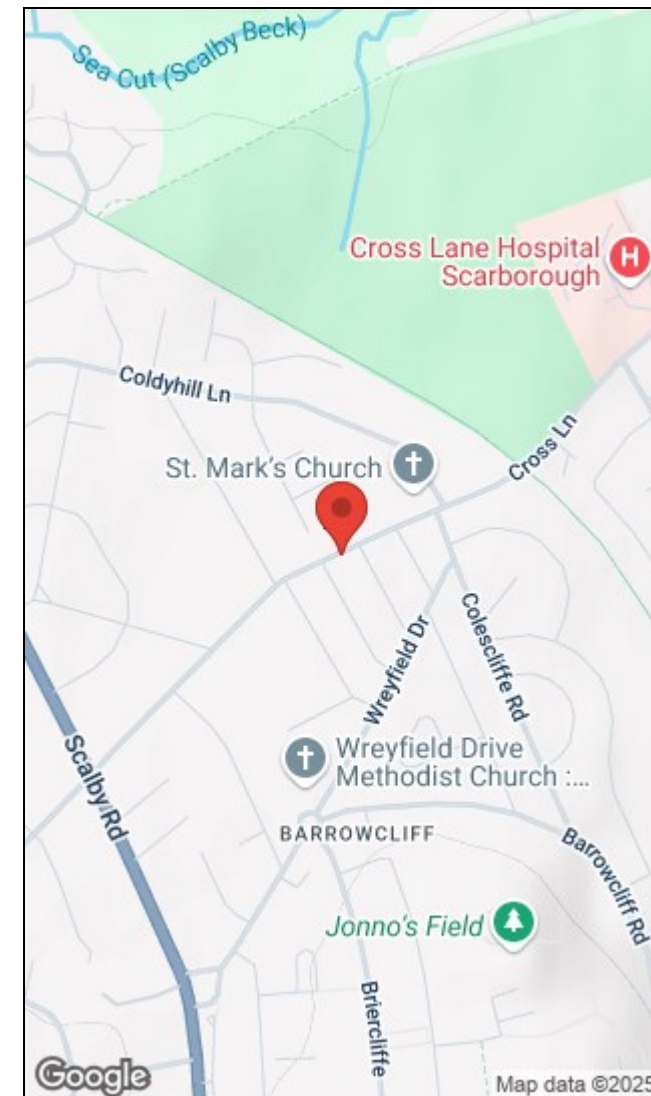 Sea Cut (Scalby Beck)
Cross Lane Hospital
Scarborough
H
Coldyhill Ln
Cross Ln
St. Mark's Church
Colescliffe Rd
Wreyfield Dr
Wreyfield Drive
Methodist Church :...
Scalby Rd
BARROWCLIFF
Barrowcliff Rd
Jonno's Field
Briercliffe
Google
Map data ©2025